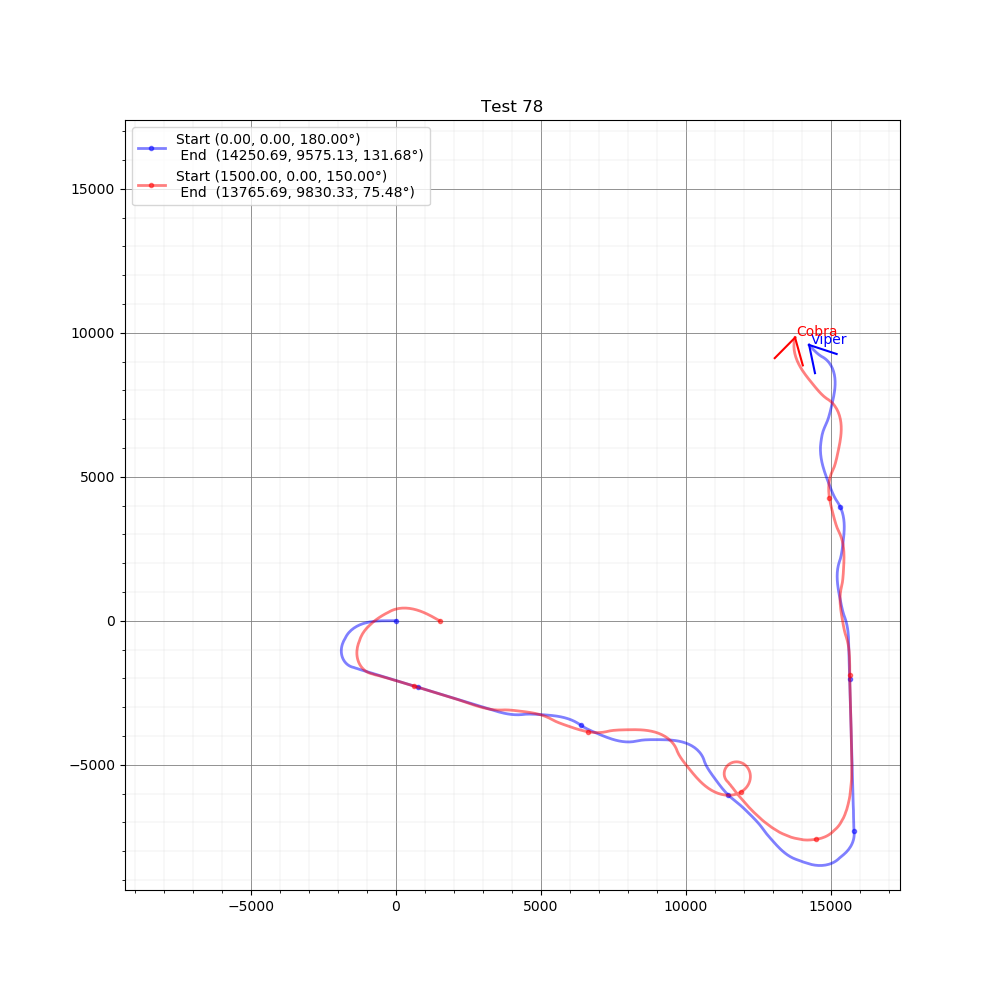 Test 78
Start (0.00, 0.00, 180.00°)
End  (14250.69, 9575.13, 131.68°)
Start (1500.00, 0.00, 150.00°)
End  (13765.69, 9830.33, 75.48°)
15000
10000
Cobra
Viper
5000
0
−5000
−5000
0
5000
10000
15000